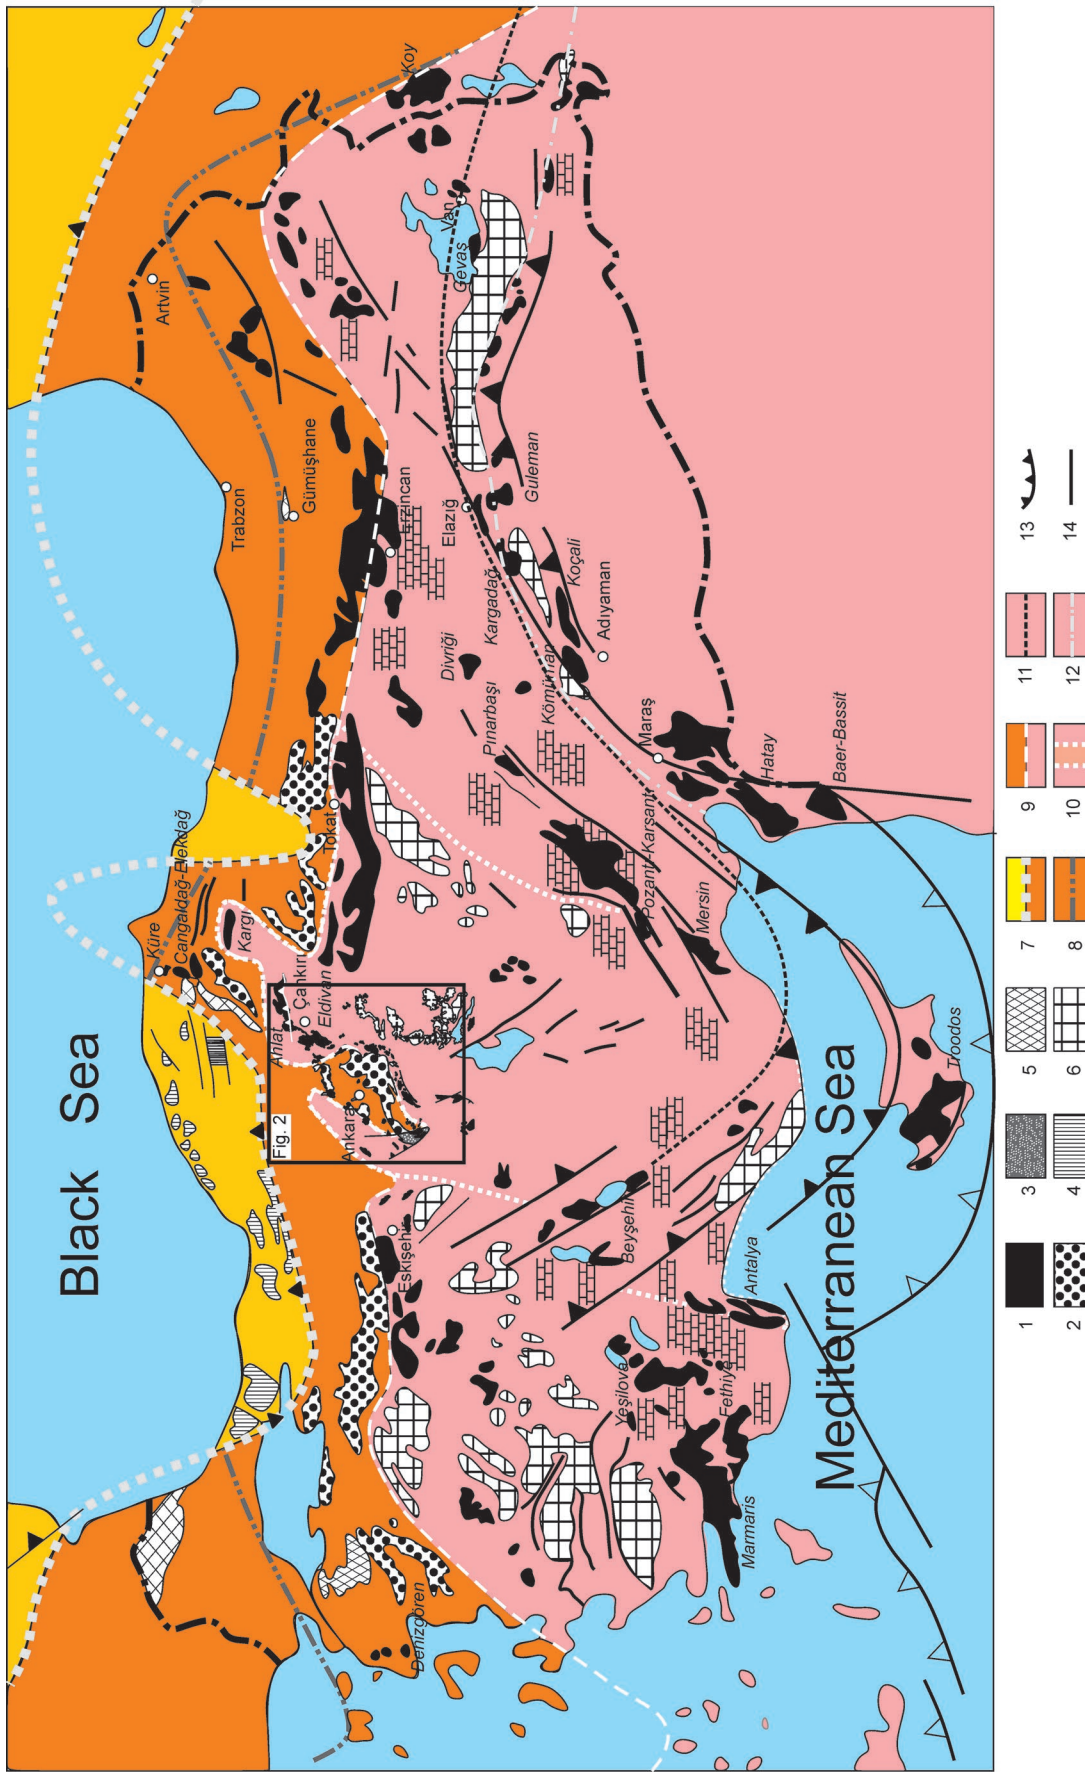 Black Sea
Mediterranean Sea
Fig. 2
Küre
Cangaldağ-Elekdağ
Kargı
Ahlat
Çankırı
Eldivan
Ankara
Tokat
Trabzon
Gümüşhane
Artvin
Koy
Van
Gevaş
Erzincan
Elazığ
Guleman
Divriği
Kargadağ
Koçali
Adıyaman
Pınarbaşı
Kömürhan
Maraş
Hatay
Baer-Bassit
Pozantı-Karsantı
Mersin
Troodos
Eskişehir
Beyşehir
Antalya
Yeşilova
Fethiye
Marmaris
Denizgören
1
2
3
4
5
6
7
8
9
10
11
12
13
14